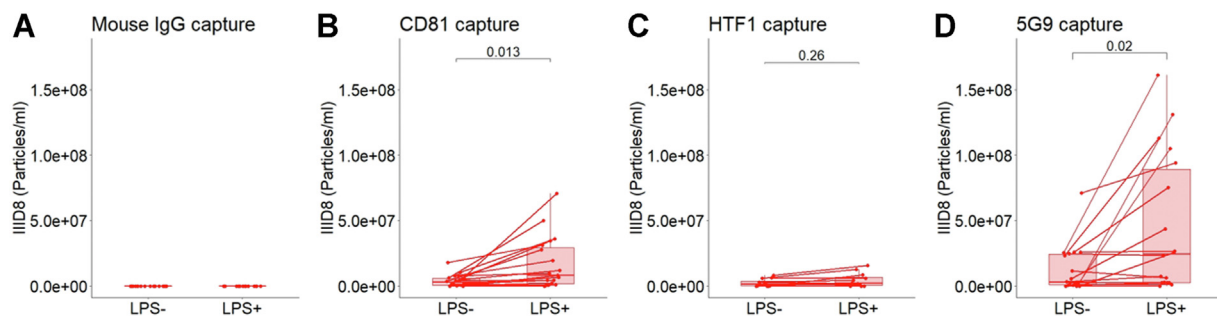 A Mouse IgG capture
IIID8 (Particles/ml)
1.5e+08
1.0e+08
5.0e+07
0.0e+00
LPS- LPS+
B CD81 capture
0.013
IIID8 (Particles/ml)
1.5e+08
1.0e+08
5.0e+07
0.0e+00
LPS- LPS+
C HTF1 capture
0.26
IIID8 (Particles/ml)
1.5e+08
1.0e+08
5.0e+07
0.0e+00
LPS- LPS+
D 5G9 capture
0.02
IIID8 (Particles/ml)
1.5e+08
1.0e+08
5.0e+07
0.0e+00
LPS- LPS+